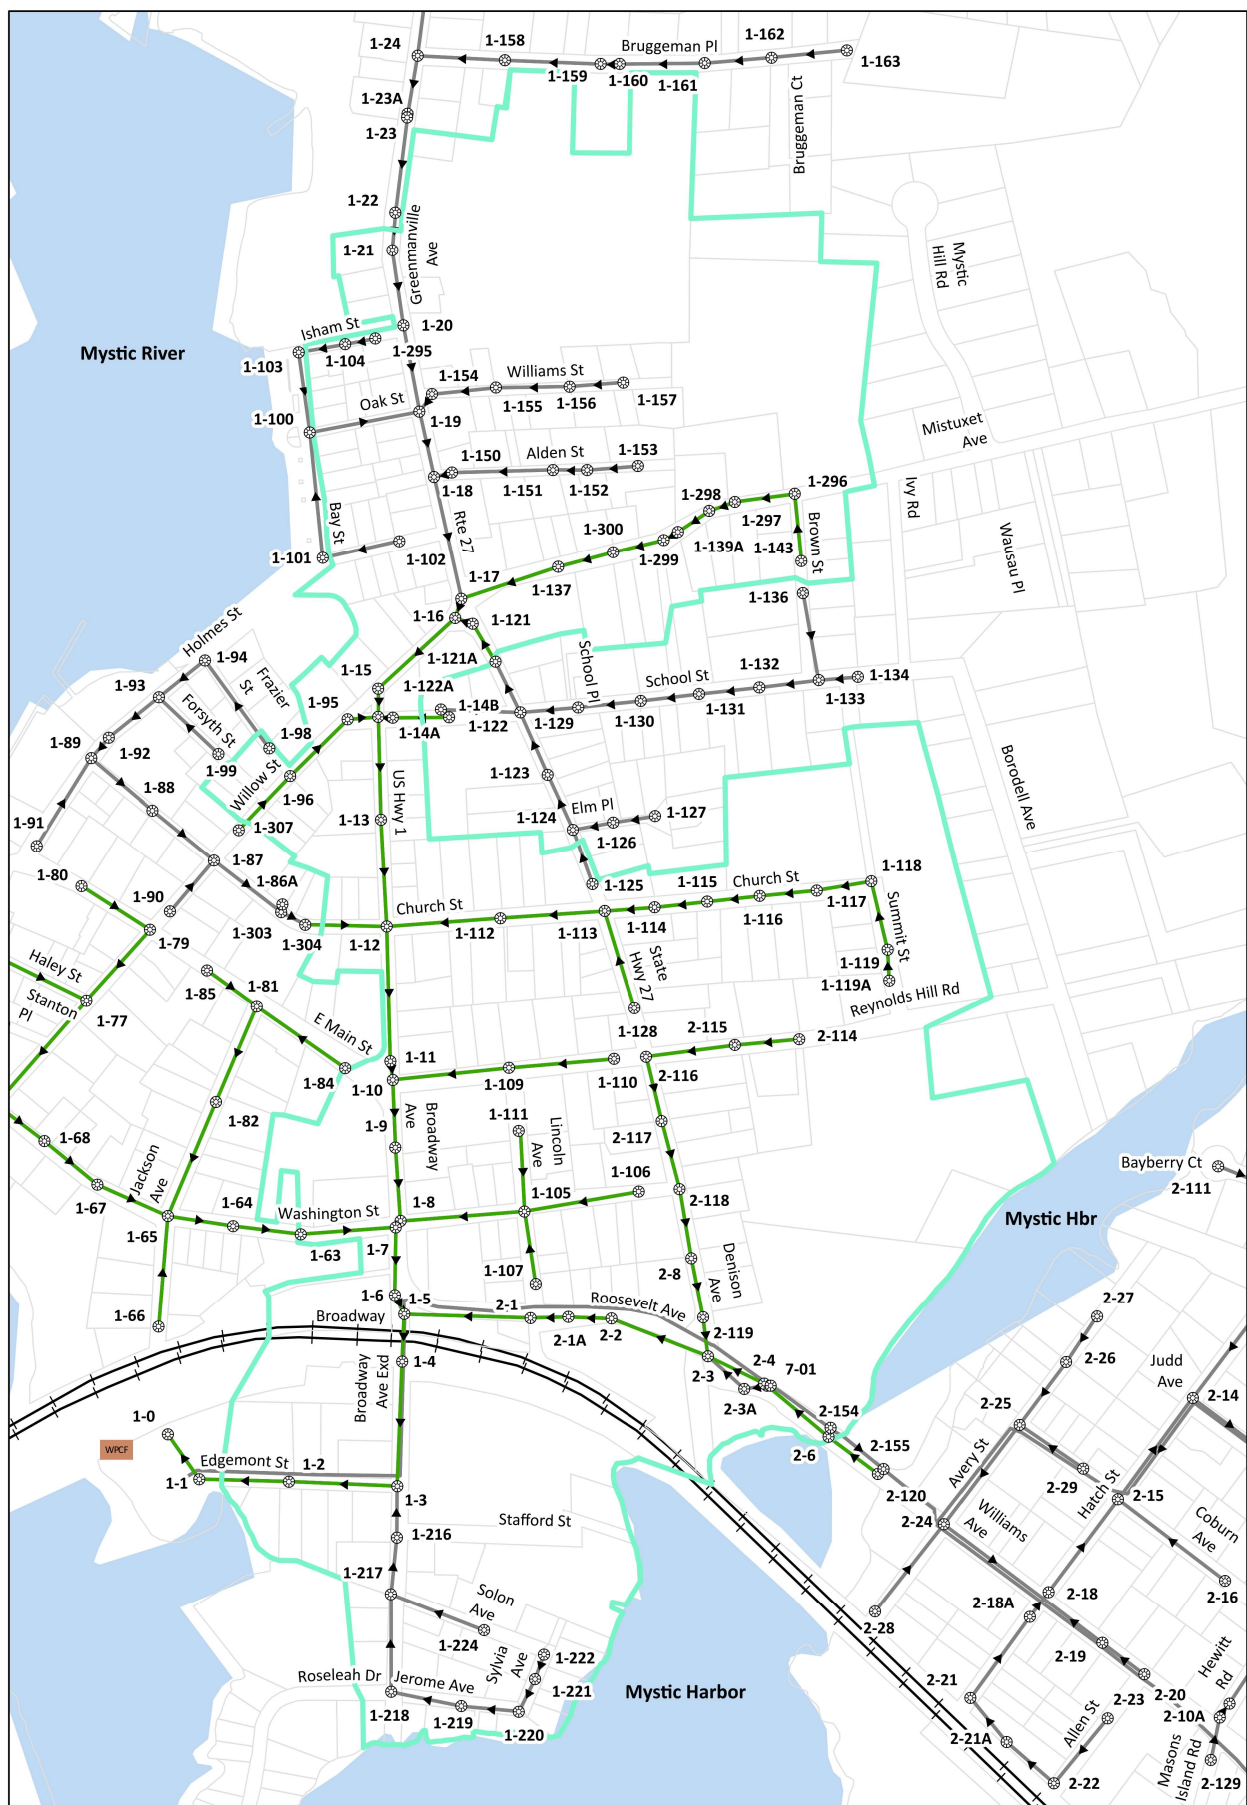 1-24
1-158
Bruggeman Pl
1-162
1-163
1-159
1-160
1-161
1-23A
1-23
Bruggeman Ct
1-22
1-21
Greenmanville
Ave
Mystic
Hill Rd
Isham St
1-20
Mystic River
1-103
1-104
1-295
1-154
Williams St
1-155
1-156
1-157
Oak St
1-100
1-19
Mistuxet
Ave
1-150
Alden St
1-153
1-18
1-151
1-152
Bay St
Rte 27
1-298
1-296
1-297
Ivy Rd
1-300
1-139A
1-143
Brown St
Wausau Pl
1-101
1-102
1-299
1-17
1-137
1-136
1-16
1-121
Holmes St
1-94
1-121A
School Pl
1-93
Frazier
St
1-15
1-122A
School St
1-132
1-134
Forsyth St
1-95
1-14B
1-133
1-89
1-92
1-98
1-14A
1-122
1-129
1-130
1-131
1-99
1-88
Willow St
1-96
US Hwy 1
1-123
Borodell Ave
1-91
1-307
1-13
Elm Pl
1-127
1-124
1-126
1-80
1-87
1-86A
1-125
1-115
Church St
1-118
1-90
Church St
1-79
1-303
1-304
1-12
1-112
1-113
1-114
1-116
1-117
Summit St
Haley St
Stanton
Pl
1-85
1-81
State
Hwy 27
1-119
1-119A
Reynolds Hill Rd
1-77
E Main St
1-128
2-115
2-114
1-84
1-11
1-10
1-109
1-110
2-116
1-82
Ave
Broadway
1-111
Lincoln
Ave
1-68
1-9
2-117
1-106
Bayberry Ct
2-111
1-67
Jackson
Ave
1-64
Washington St
1-8
1-105
2-118
Mystic Hbr
1-65
1-63
1-7
1-107
2-8
Denison
Ave
1-66
1-6
1-5
Broadway
2-1
Roosevelt Ave
2-27
2-1A
2-2
2-119
2-26
Judd
Ave
1-4
2-3
2-4
7-01
2-14
Broadway
Ave Exd
2-3A
2-25
1-0
WPCF
2-154
Edgemont St
1-2
2-6
2-155
Avery St
1-1
1-3
2-120
2-29
Hatch St
2-15
Stafford St
1-216
2-24
Williams
Ave
Coburn
Ave
1-217
Solon
Ave
2-18A
2-18
2-16
1-224
2-28
1-222
2-19
Hewitt
Rd
Sylvia
Ave
Roseleah Dr
Jerome Ave
1-221
Mystic Harbor
2-21
2-20
2-23
1-218
1-219
1-220
2-10A
2-21A
Allen St
Masons
Island Rd
2-22
2-129